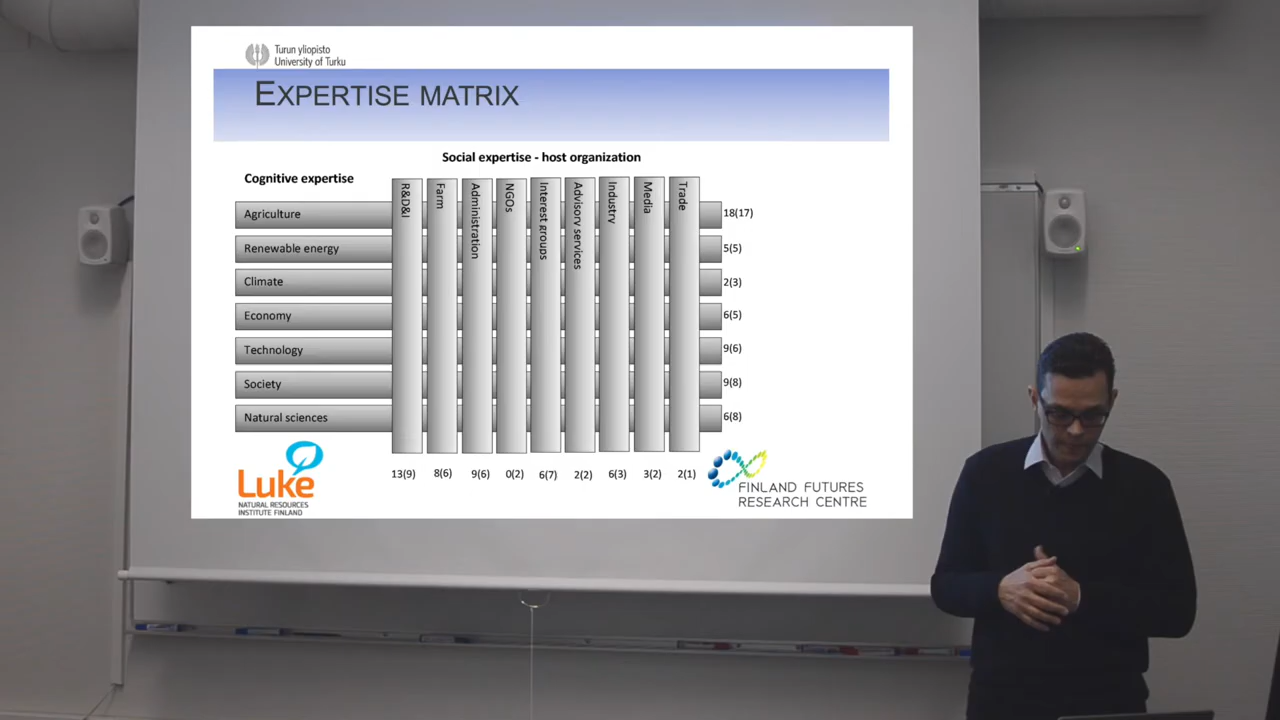 Turun yliopisto
University of Turku
EXPERTISE MATRIX
Social expertise - host organization
Cognitive expertise
R&D&I
Farm
Administration
NGOs
Interest groups
Advisory services
Industry
Media
Trade
Agriculture 18(17)
Renewable energy 5(5)
Climate 2(3)
Economy 6(5)
Technology 9(6)
Society 9(8)
Natural sciences 6(8)
13(9) 8(6) 9(6) 0(2) 6(7) 2(2) 6(3) 3(2) 2(1)
Luke
NATURAL RESOURCES
INSTITUTE FINLAND
FINLAND FUTURES
RESEARCH CENTRE